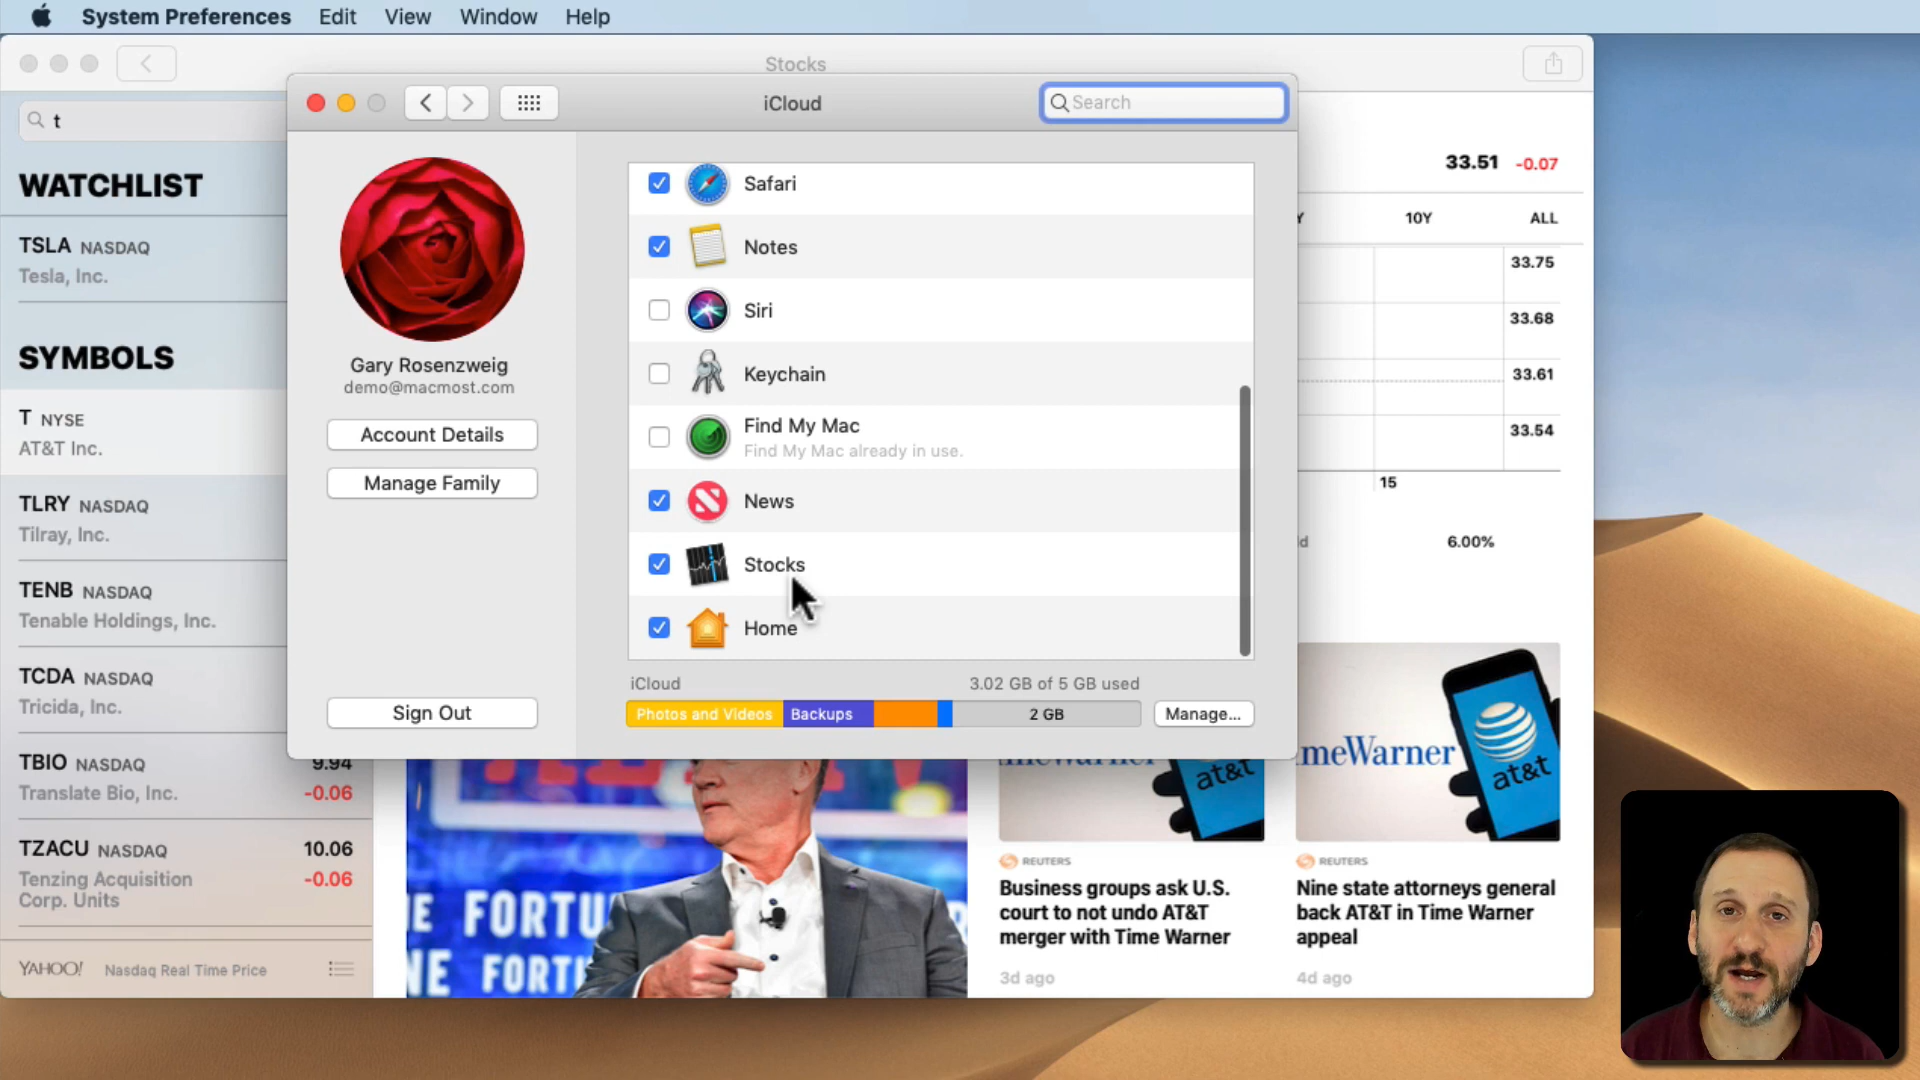 System Preferences Edit View Window Help
Stocks
iCloud
Search
t
WATCHLIST
TSLA NASDAQ
Tesla, Inc.
SYMBOLS
T NYSE
AT&T Inc.
TLRY NASDAQ
Tilray, Inc.
TENB NASDAQ
Tenable Holdings, Inc.
TCDA NASDAQ
Tricida, Inc.
TBIO NASDAQ 9.94
Translate Bio, Inc. -0.06
TZACU NASDAQ 10.06
Tenzing Acquisition -0.06
Corp. Units
YAHOO! Nasdaq Real Time Price
Gary Rosenzweig
demo@macmost.com
Account Details
Manage Family
Sign Out
Safari
Notes
Siri
Keychain
Find My Mac
Find My Mac already in use.
News
Stocks
Home
iCloud 3.02 GB of 5 GB used
Photos and Videos Backups 2 GB Manage...
33.51 -0.07
Y 10Y ALL
33.75
33.68
33.61
33.54
15
ld 6.00%
E FORTU
NE FORTI
imeWarner at&t
meWarner at&t
REUTERS
Business groups ask U.S.
court to not undo AT&T
merger with Time Warner
3d ago
REUTERS
Nine state attorneys general
back AT&T in Time Warner
appeal
4d ago